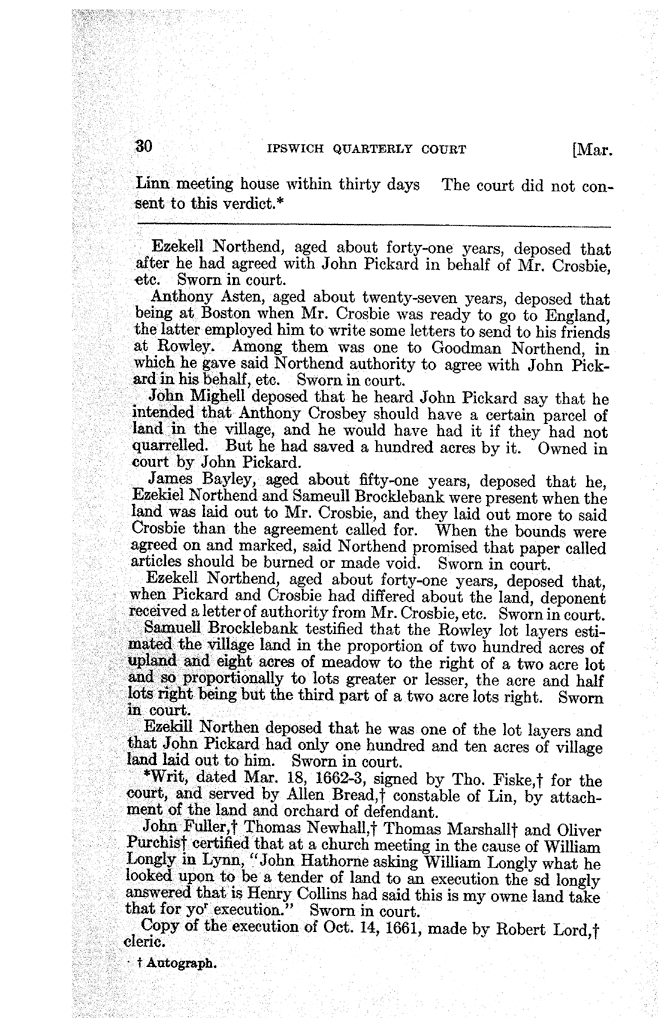 30 IPSWICH QUARTERLY COURT [Mar.
Linn meeting house within thirty days The court did not con-
sent to this verdict.*
Ezekell Northend, aged about forty-one years, deposed that
after he had agreed with John Pickard in behalf of Mr. Crosbie,
etc. Sworn in court.
Anthony Asten, aged about twenty-seven years, deposed that
being at Boston when Mr. Crosbie was ready to go to England,
the latter employed him to write some letters to send to his friends
at Rowley. Among them was one to Goodman Northend, in
which he gave said Northend authority to agree with John Pick-
ard in his behalf, etc. Sworn in court.
John Mighell deposed that he heard John Pickard say that he
intended that Anthony Crosbey should have a certain parcel of
land in the village, and he would have had it if they had not
quarrelled. But he had saved a hundred acres by it. Owned in
court by John Pickard.
James Bayley, aged about fifty-one years, deposed that he,
Ezekiel Northend and Sameull Brocklebank were present when the
land was laid out to Mr. Crosbie, and they laid out more to said
Crosbie than the agreement called for. When the bounds were
agreed on and marked, said Northend promised that paper called
articles should be burned or made void. Sworn in court.
Ezekell Northend, aged about forty-one years, deposed that,
when Pickard and Crosbie had differed about the land, deponent
received a letter of authority from Mr. Crosbie, etc. Sworn in court.
Samuell Brocklebank testified that the Rowley lot layers esti-
mated the village land in the proportion of two hundred acres of
upland and eight acres of meadow to the right of a two acre lot
and so proportionally to lots greater or lesser, the acre and half
lots right being but the third part of a two acre lots right. Sworn
in court.
Ezekill Northen deposed that he was one of the lot layers and
that John Pickard had only one hundred and ten acres of village
land laid out to him. Sworn in court.
*Writ, dated Mar. 18, 1662-3, signed by Tho. Fiske,† for the
court, and served by Allen Bread,† constable of Lin, by attach-
ment of the land and orchard of defendant.
John Fuller,† Thomas Newhall,† Thomas Marshall† and Oliver
Purchis† certified that at a church meeting in the cause of William
Longly in Lynn, "John Hathorne asking William Longly what he
looked upon to be a tender of land to an execution the sd longly
answered that is Henry Collins had said this is my owne land take
that for yoʳ execution." Sworn in court.
Copy of the execution of Oct. 14, 1661, made by Robert Lord,†
cleric.
† Autograph.